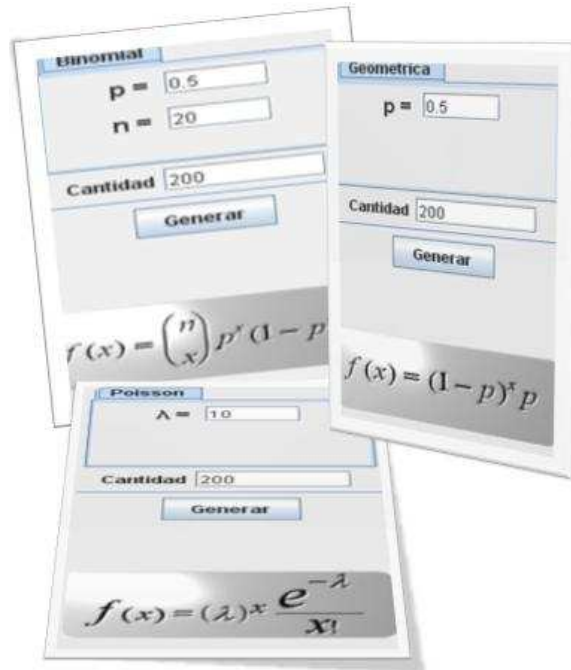 Binomial
p = 0.5
n = 20
Cantidad 200
Generar
f(x) = (n x) p^x (1 - p
Geometrica
p = 0.5
Cantidad 200
Generar
f(x) = (1 - p)^x p
Poisson
λ = 10
Cantidad 200
Generar
f(x) = (λ)^x e^{-λ} / x!